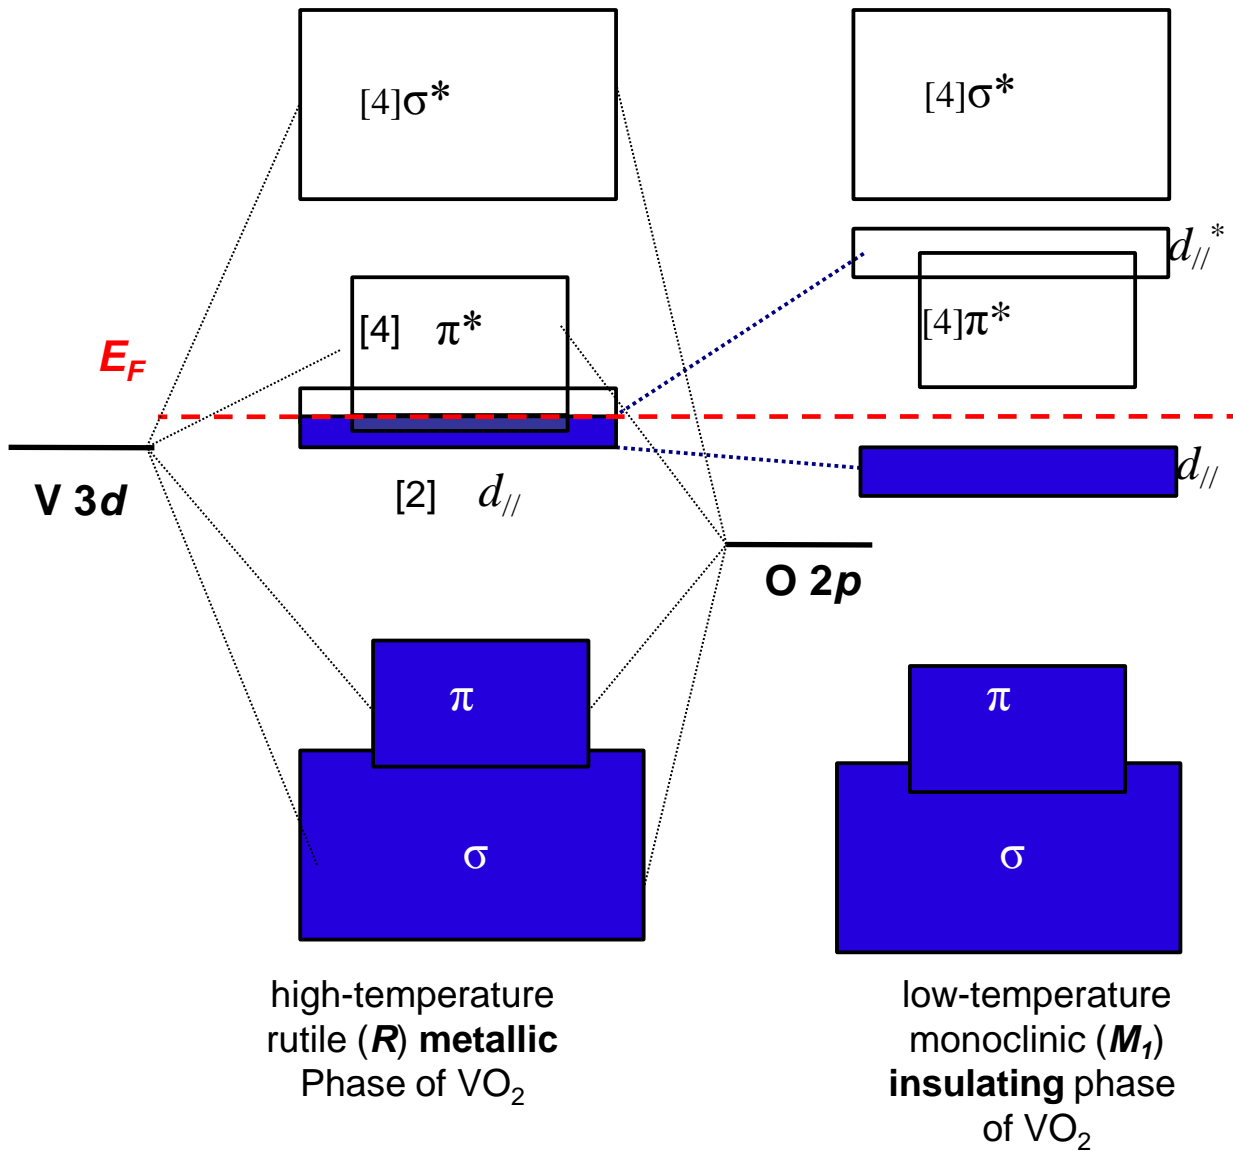 [4]σ*
[4]σ*
d//*
[4] π*
[4]π*
E_F
V 3d
[2] d//
d//
O 2p
π
π
σ
σ
high-temperature
rutile (R) metallic
Phase of VO₂
low-temperature
monoclinic (M₁)
insulating phase
of VO₂